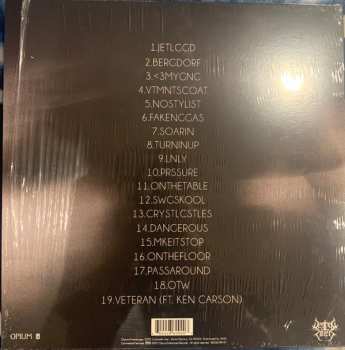 1.JETLGGD
2.BERGDORF
3.<3MYGNG
4.VTMNTSCOAT
5.NOSTYLIST
6.FAKENGGAS
7.SOARIN
8.TURNINUP
9.LNLY
10.PRSSURE
11.ONTHETABLE
12.SWGSKOOL
13.CRYSTLCSTLES
14.DANGEROUS
15.MKEITSTOP
16.ONTHEFLOOR
17.PASSAROUND
18.OTW
19.VETERAN (FT. KEN CARSON)
OPIUM